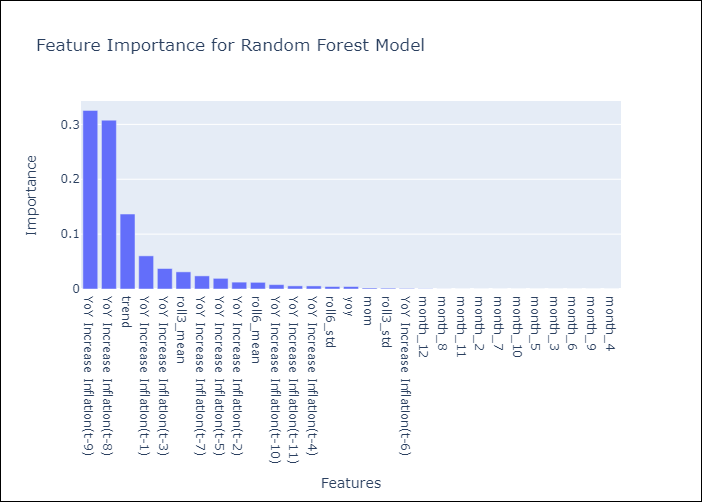 Feature Importance for Random Forest Model
Importance
0.3
0.2
0.1
0
YoY Increase Inflation(t-9)
YoY Increase Inflation(t-8)
trend
YoY Increase Inflation(t-1)
YoY Increase Inflation(t-3)
roll3_mean
YoY Increase Inflation(t-7)
YoY Increase Inflation(t-5)
YoY Increase Inflation(t-2)
roll6_mean
YoY Increase Inflation(t-10)
YoY Increase Inflation(t-11)
YoY Increase Inflation(t-4)
roll6_std
yoy
mom
roll3_std
YoY Increase Inflation(t-6)
month_12
month_8
month_11
month_2
month_7
month_10
month_5
month_3
month_6
month_9
month_4
Features